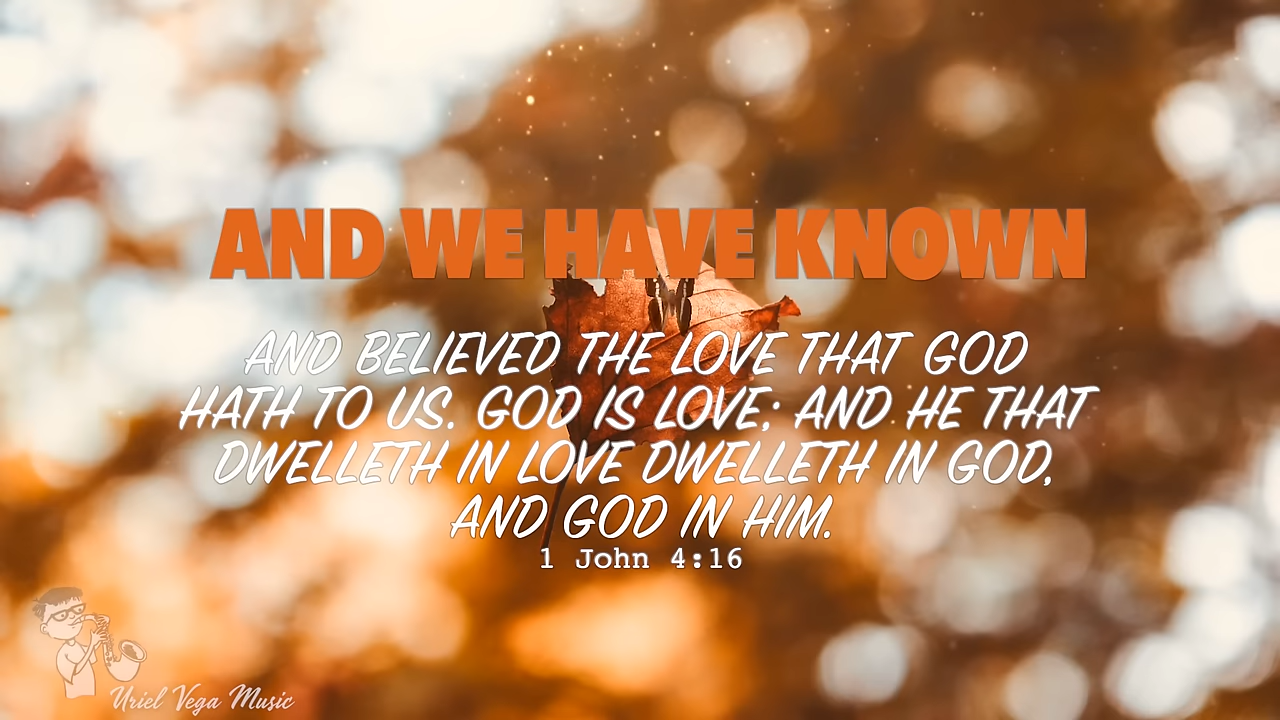 AND WE HAVE KNOWN
AND BELIEVED THE LOVE THAT GOD
HATH TO US. GOD IS LOVE; AND HE THAT
DWELLETH IN LOVE DWELLETH IN GOD,
AND GOD IN HIM.
1 John 4:16
Uriel Vega Music